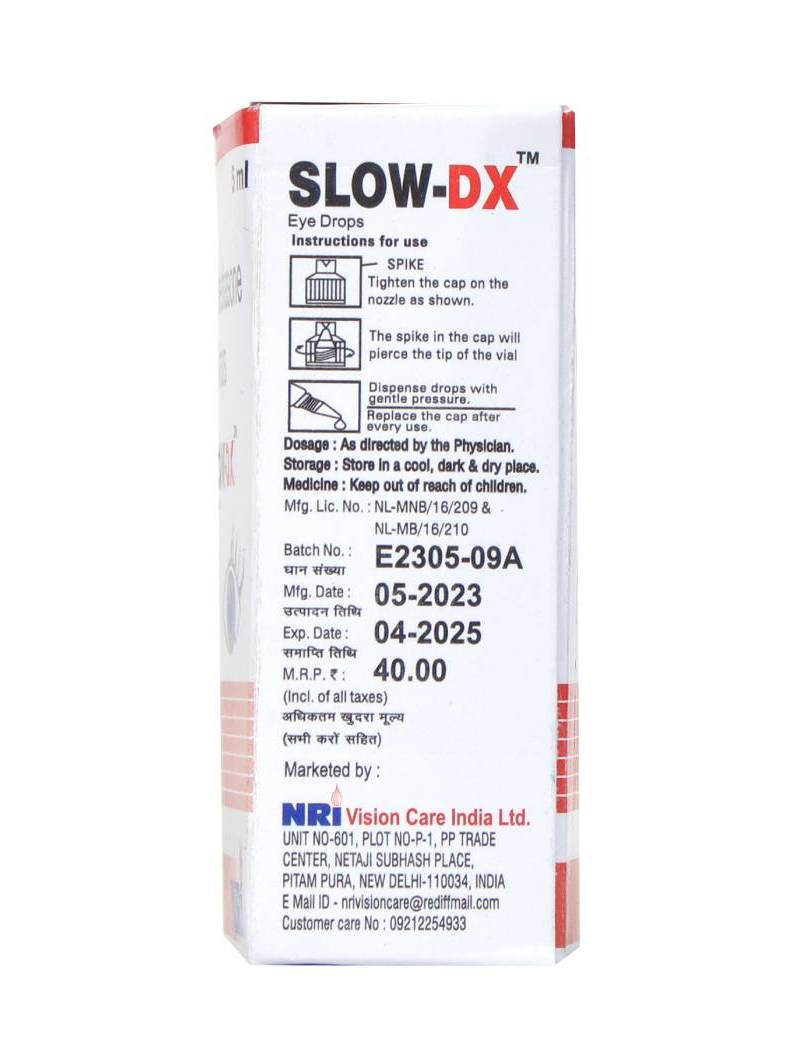 5 ml
SLOW-DX™
Eye Drops
Instructions for use
SPIKE
Tighten the cap on the
nozzle as shown.
The spike in the cap will
pierce the tip of the vial
Dispense drops with
gentle pressure.
Replace the cap after
every use.
Dosage : As directed by the Physician.
Storage : Store in a cool, dark & dry place.
Medicine : Keep out of reach of children.
Mfg. Lic. No. : NL-MNB/16/209 &
NL-MB/16/210
Batch No. : E2305-09A
घान संख्या
Mfg. Date : 05-2023
उत्पादन तिथि
Exp. Date : 04-2025
समाप्ति तिथि
M.R.P. ₹ : 40.00
(Incl. of all taxes)
अधिकतम खुदरा मूल्य
(सभी करों सहित)
Marketed by :
NRI Vision Care India Ltd.
UNIT NO-601, PLOT NO-P-1, PP TRADE
CENTER, NETAJI SUBHASH PLACE,
PITAM PURA, NEW DELHI-110034, INDIA
E Mail ID - nrivisioncare@rediffmail.com
Customer care No : 09212254933